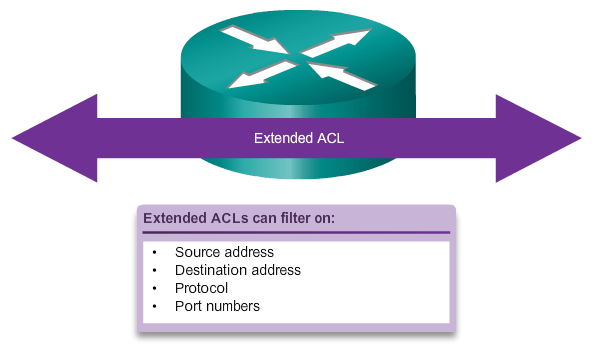 Extended ACL
Extended ACLs can filter on:
• Source address
• Destination address
• Protocol
• Port numbers